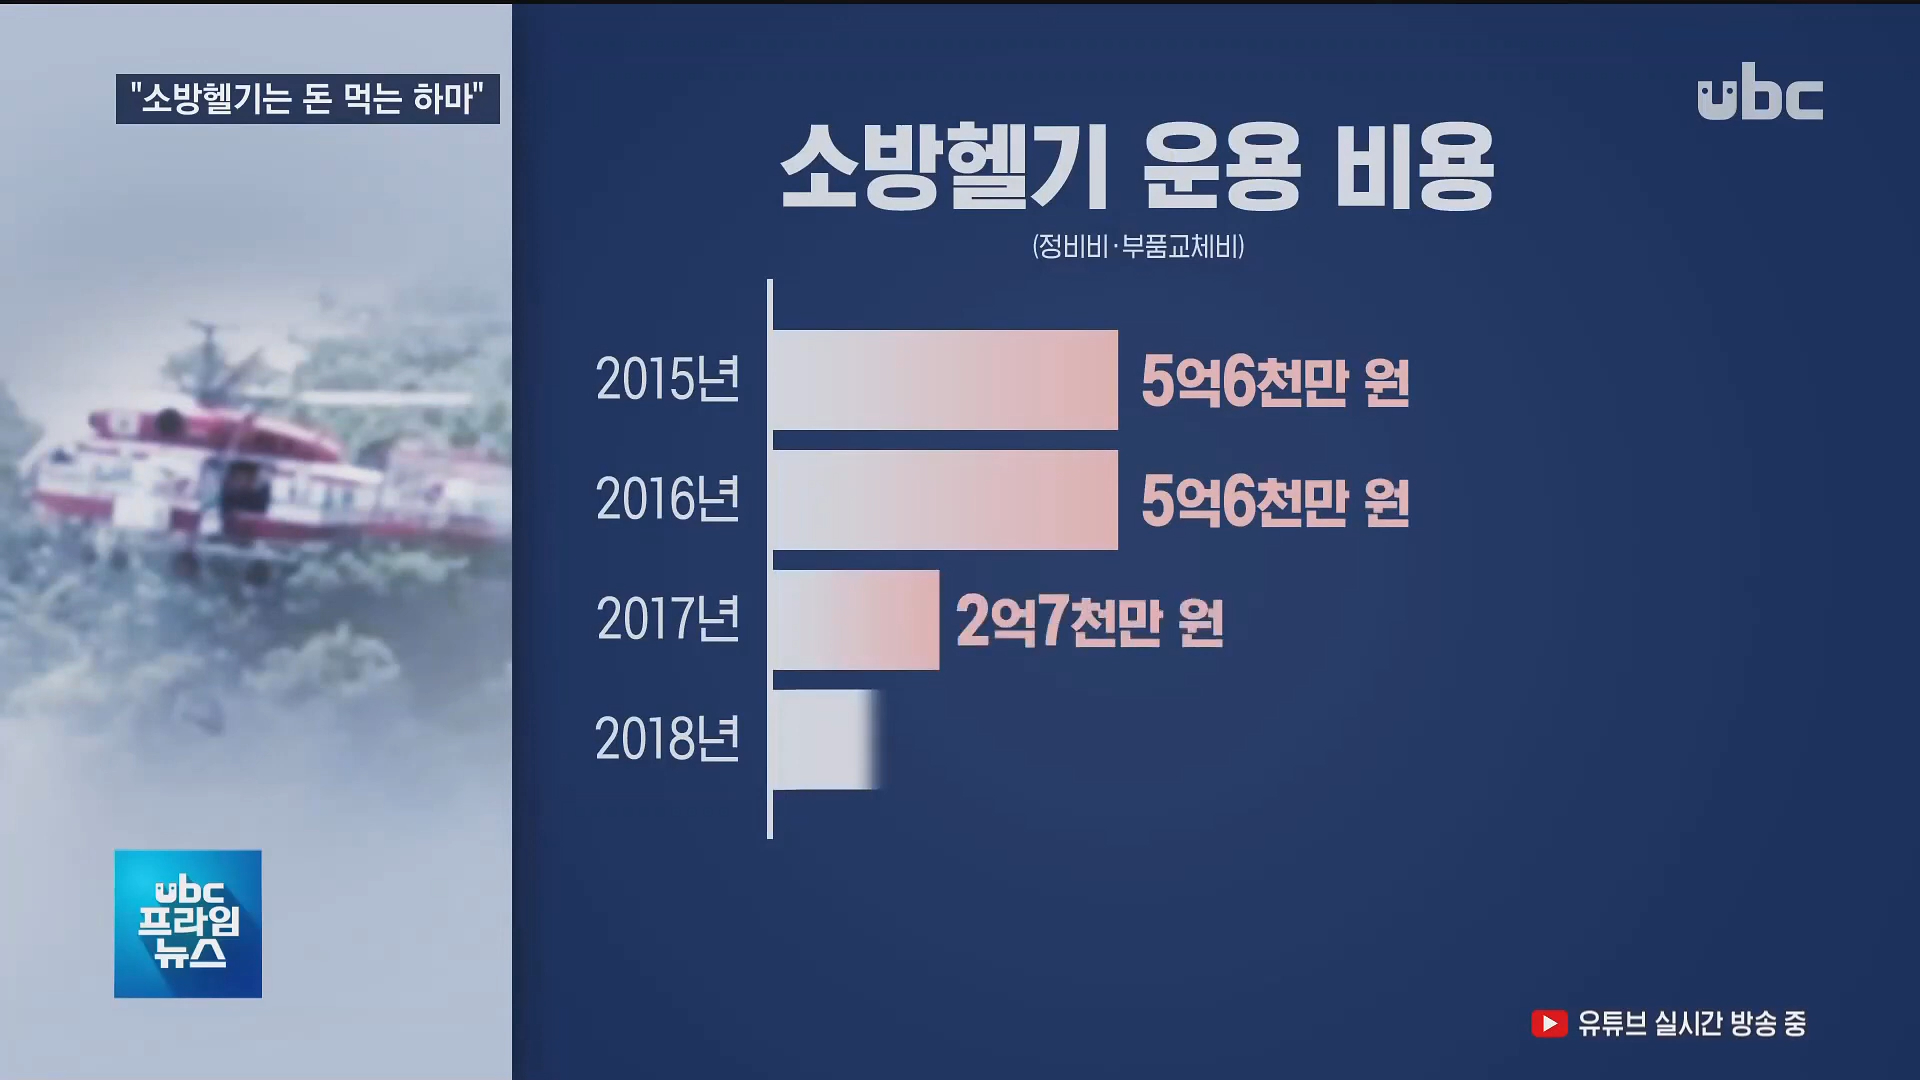 "소방헬기는 돈 먹는 하마"
ubc
소방헬기 운용 비용
(정비비·부품교체비)
2015년 5억6천만 원
2016년 5억6천만 원
2017년 2억7천만 원
2018년
ubc
프라임
뉴스
유튜브 실시간 방송 중